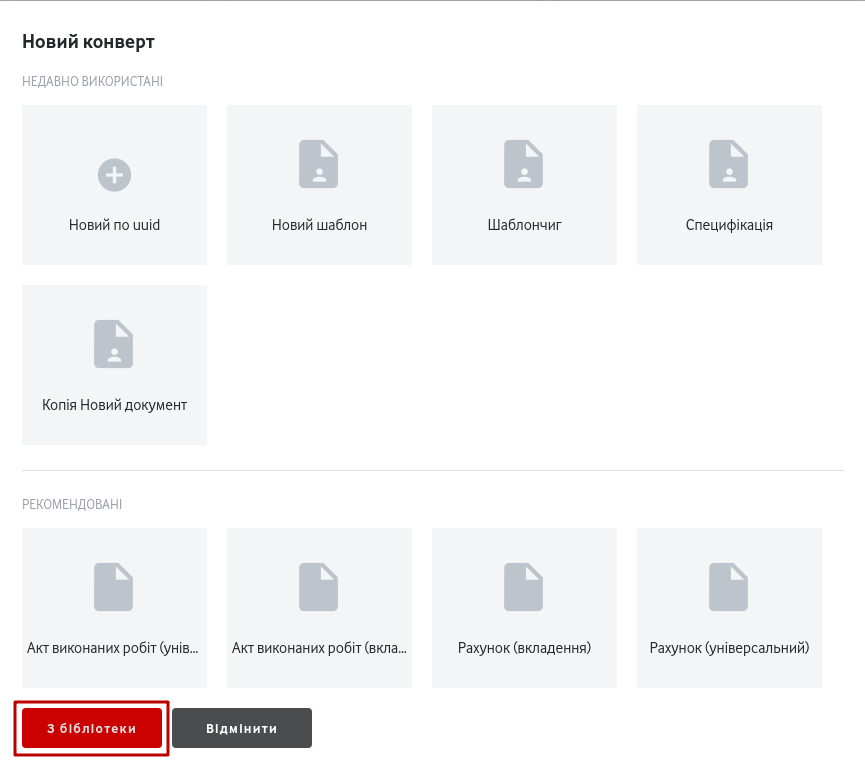 Новий конверт
НЕДАВНО ВИКОРИСТАНІ
Новий по uuid
Новий шаблон
Шаблончиг
Специфікація
Копія Новий документ
РЕКОМЕНДОВАНІ
Акт виконаних робіт (унів...
Акт виконаних робіт (вкла...
Рахунок (вкладення)
Рахунок (універсальний)
З бібліотеки
Відмінити